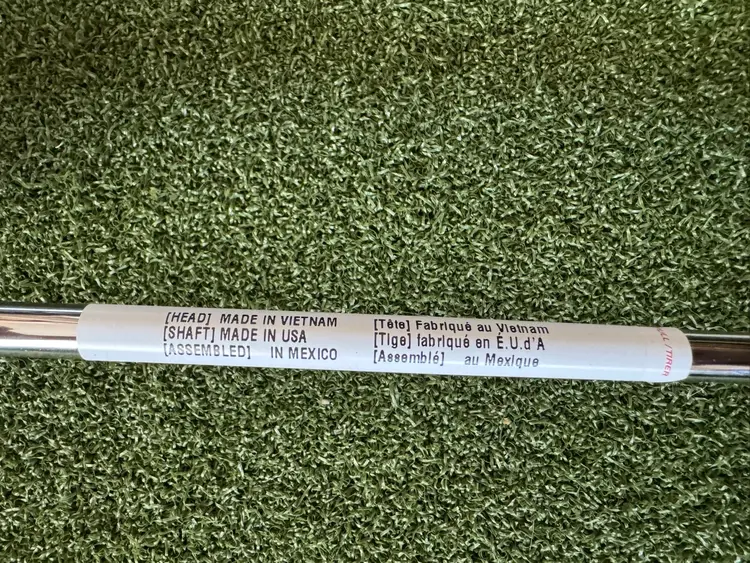 [HEAD] MADE IN VIETNAM
[SHAFT] MADE IN USA
[ASSEMBLED] IN MEXICO
[Tête] Fabriqué au Vietnam
[Tige] fabriqué en É.U.d'A
[Assemblé] au Mexique
/TIRER